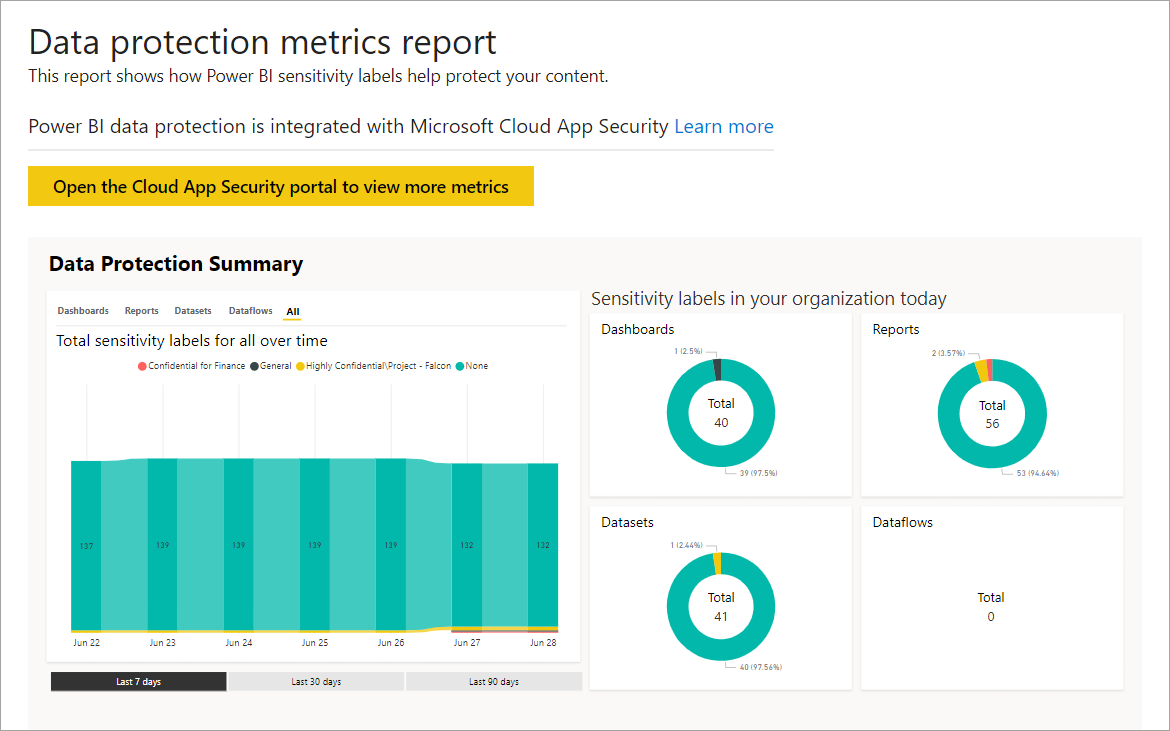 Data protection metrics report
This report shows how Power BI sensitivity labels help protect your content.
Power BI data protection is integrated with Microsoft Cloud App Security Learn more
Open the Cloud App Security portal to view more metrics
Data Protection Summary
Dashboards Reports Datasets Dataflows All
Total sensitivity labels for all over time
Confidential for Finance General Highly Confidential\Project - Falcon None
137 139 139 139 139 132 132
Jun 22 Jun 23 Jun 24 Jun 25 Jun 26 Jun 27 Jun 28
Last 7 days Last 30 days Last 90 days
Sensitivity labels in your organization today
Dashboards
1 (2.5%)
Total
40
39 (97.5%)
Reports
2 (3.57%)
Total
56
53 (94.64%)
Datasets
1 (2.44%)
Total
41
40 (97.56%)
Dataflows
Total
0